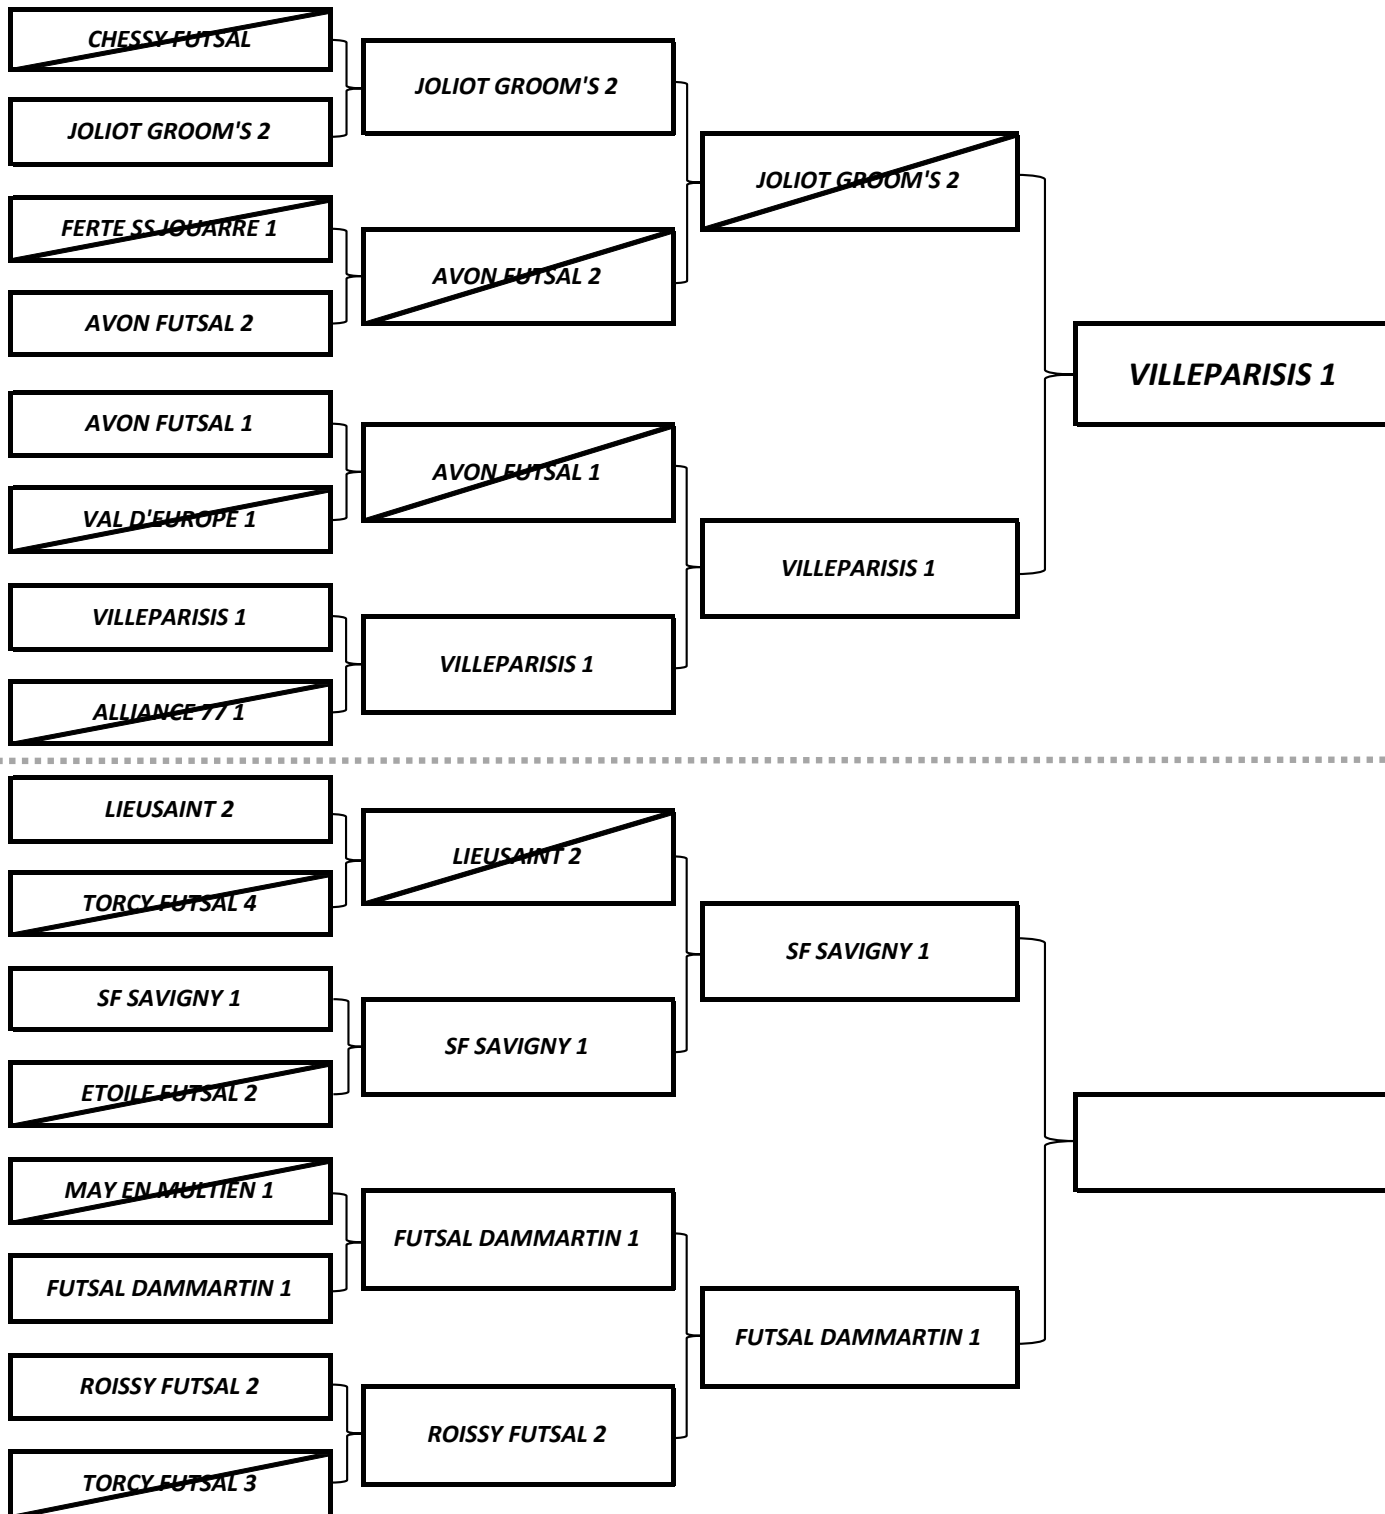 CHESSY FUTSAL
JOLIOT GROOM'S 2
FERTE SS JOUARRE 1
AVON FUTSAL 2
AVON FUTSAL 1
VAL D'EUROPE 1
VILLEPARISIS 1
ALLIANCE 77 1
LIEUSAINT 2
TORCY FUTSAL 4
SF SAVIGNY 1
ETOILE FUTSAL 2
MAY EN MULTIEN 1
FUTSAL DAMMARTIN 1
ROISSY FUTSAL 2
TORCY FUTSAL 3
JOLIOT GROOM'S 2
AVON FUTSAL 2
AVON FUTSAL 1
VILLEPARISIS 1
LIEUSAINT 2
SF SAVIGNY 1
FUTSAL DAMMARTIN 1
ROISSY FUTSAL 2
JOLIOT GROOM'S 2
VILLEPARISIS 1
SF SAVIGNY 1
FUTSAL DAMMARTIN 1
VILLEPARISIS 1